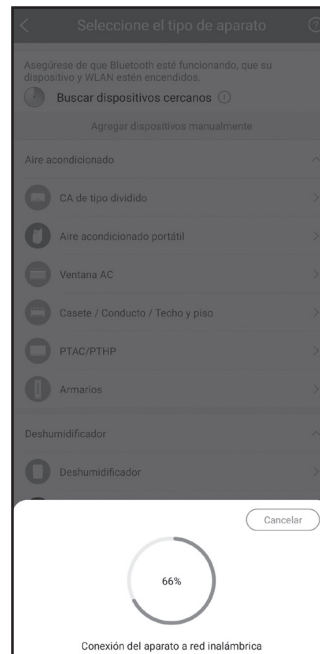 Seleccione el tipo de aparato
Asegúrese de que Bluetooth esté funcionando, que su
dispositivo y WLAN estén encendidos.
Buscar dispositivos cercanos
Agregar dispositivos manualmente
Aire acondicionado
CA de tipo dividido
Aire acondicionado portátil
Ventana AC
Casete / Conducto / Techo y piso
PTAC/PTHP
Armarios
Deshumidificador
Deshumidificador
Cancelar
66%
Conexión del aparato a red inalámbrica